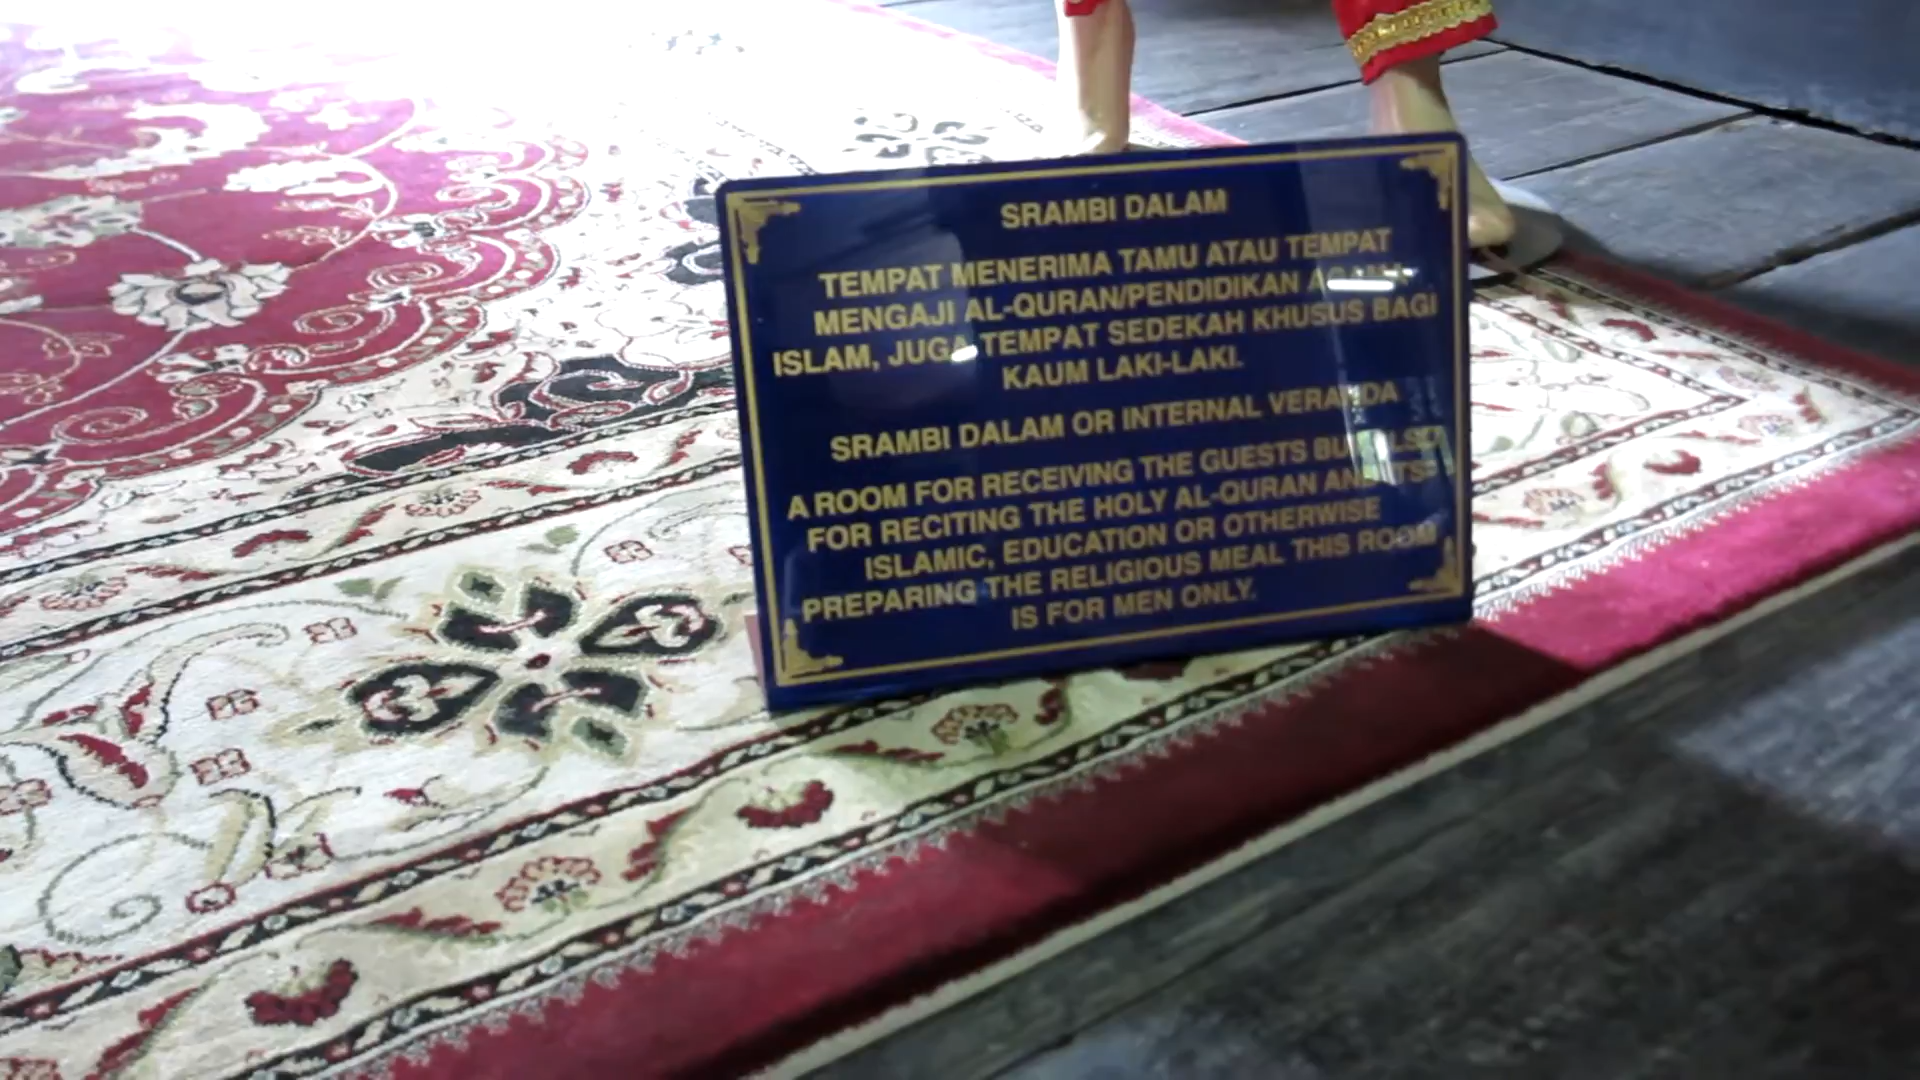 SRAMBI DALAM
TEMPAT MENERIMA TAMU ATAU TEMPAT
MENGAJI AL-QURAN/PENDIDIKAN AGAMA
ISLAM, JUGA TEMPAT SEDEKAH KHUSUS BAGI
KAUM LAKI-LAKI.
SRAMBI DALAM OR INTERNAL VERANDA
A ROOM FOR RECEIVING THE GUESTS BUT ALSO
FOR RECITING THE HOLY AL-QURAN AND ITS
ISLAMIC, EDUCATION OR OTHERWISE
PREPARING THE RELIGIOUS MEAL THIS ROOM
IS FOR MEN ONLY.